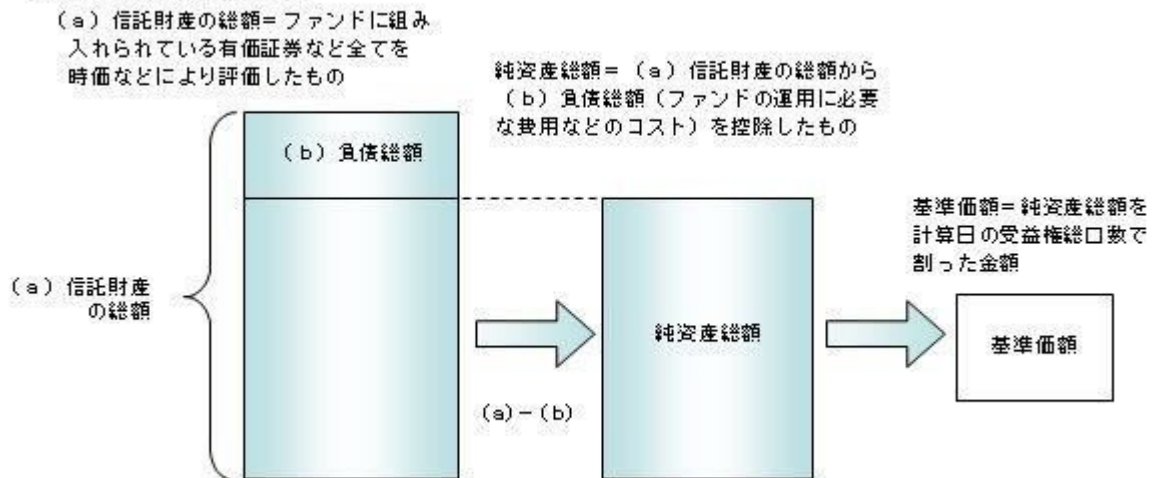 （a）信託財産の総額＝ファンドに組み
入れられている有価証券など全てを
時価などにより評価したもの
純資産総額＝（a）信託財産の総額から
（b）負債総額（ファンドの運用に必要
な費用などのコスト）を控除したもの
（b）負債総額
基準価額＝純資産総額を
計算日の受益権総口数で
割った金額
（a）信託財産
の総額
純資産総額
基準価額
（a）－（b）